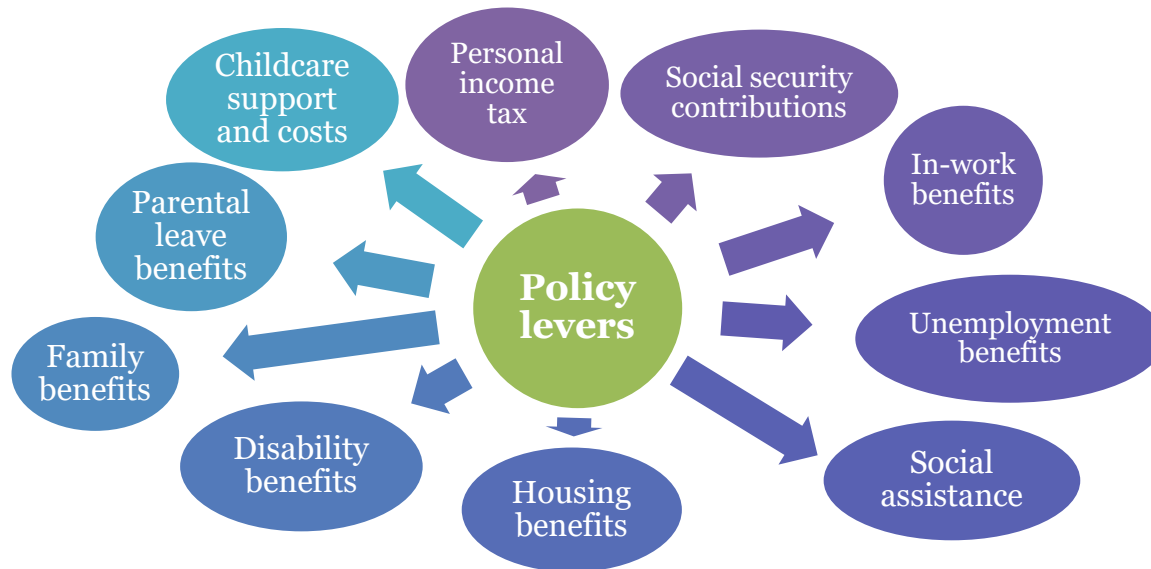 Childcare
support
and costs
Personal
income
tax
Social security
contributions
In-work
benefits
Parental
leave
benefits
Policy
levers
Unemployment
benefits
Family
benefits
Disability
benefits
Housing
benefits
Social
assistance